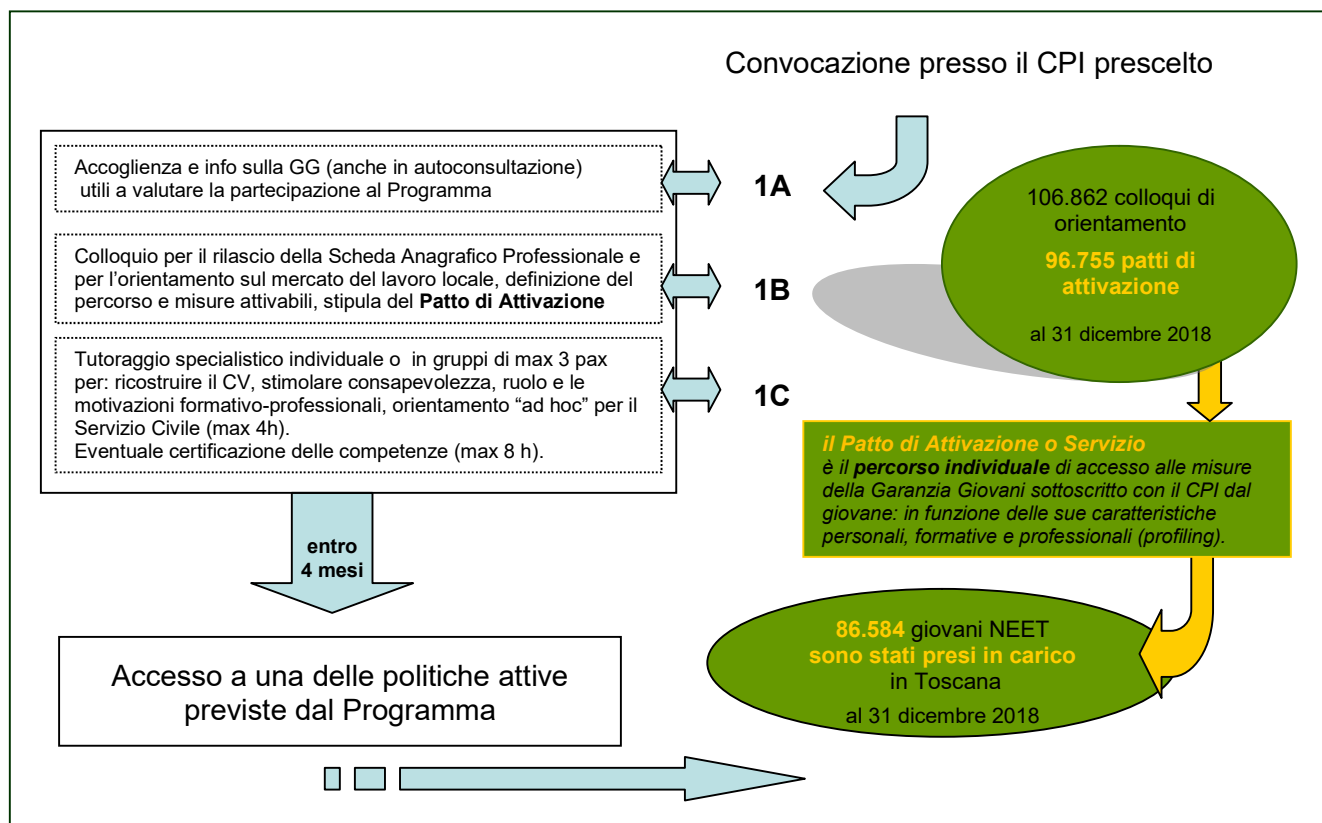 Convocazione presso il CPI prescelto
Accoglienza e info sulla GG (anche in autoconsultazione)
utili a valutare la partecipazione al Programma
1A
Colloquio per il rilascio della Scheda Anagrafico Professionale e
per l'orientamento sul mercato del lavoro locale, definizione del
percorso e misure attivabili, stipula del Patto di Attivazione
1B
Tutoraggio specialistico individuale o in gruppi di max 3 pax
per: ricostruire il CV, stimolare consapevolezza, ruolo e le
motivazioni formativo-professionali, orientamento “ad hoc” per il
Servizio Civile (max 4h).
Eventuale certificazione delle competenze (max 8 h).
1C
106.862 colloqui di
orientamento
96.755 patti di
attivazione
al 31 dicembre 2018
il Patto di Attivazione o Servizio
è il percorso individuale di accesso alle misure
della Garanzia Giovani sottoscritto con il CPI dal
giovane: in funzione delle sue caratteristiche
personali, formative e professionali (profiling).
entro
4 mesi
Accesso a una delle politiche attive
previste dal Programma
86.584 giovani NEET
sono stati presi in carico
in Toscana
al 31 dicembre 2018